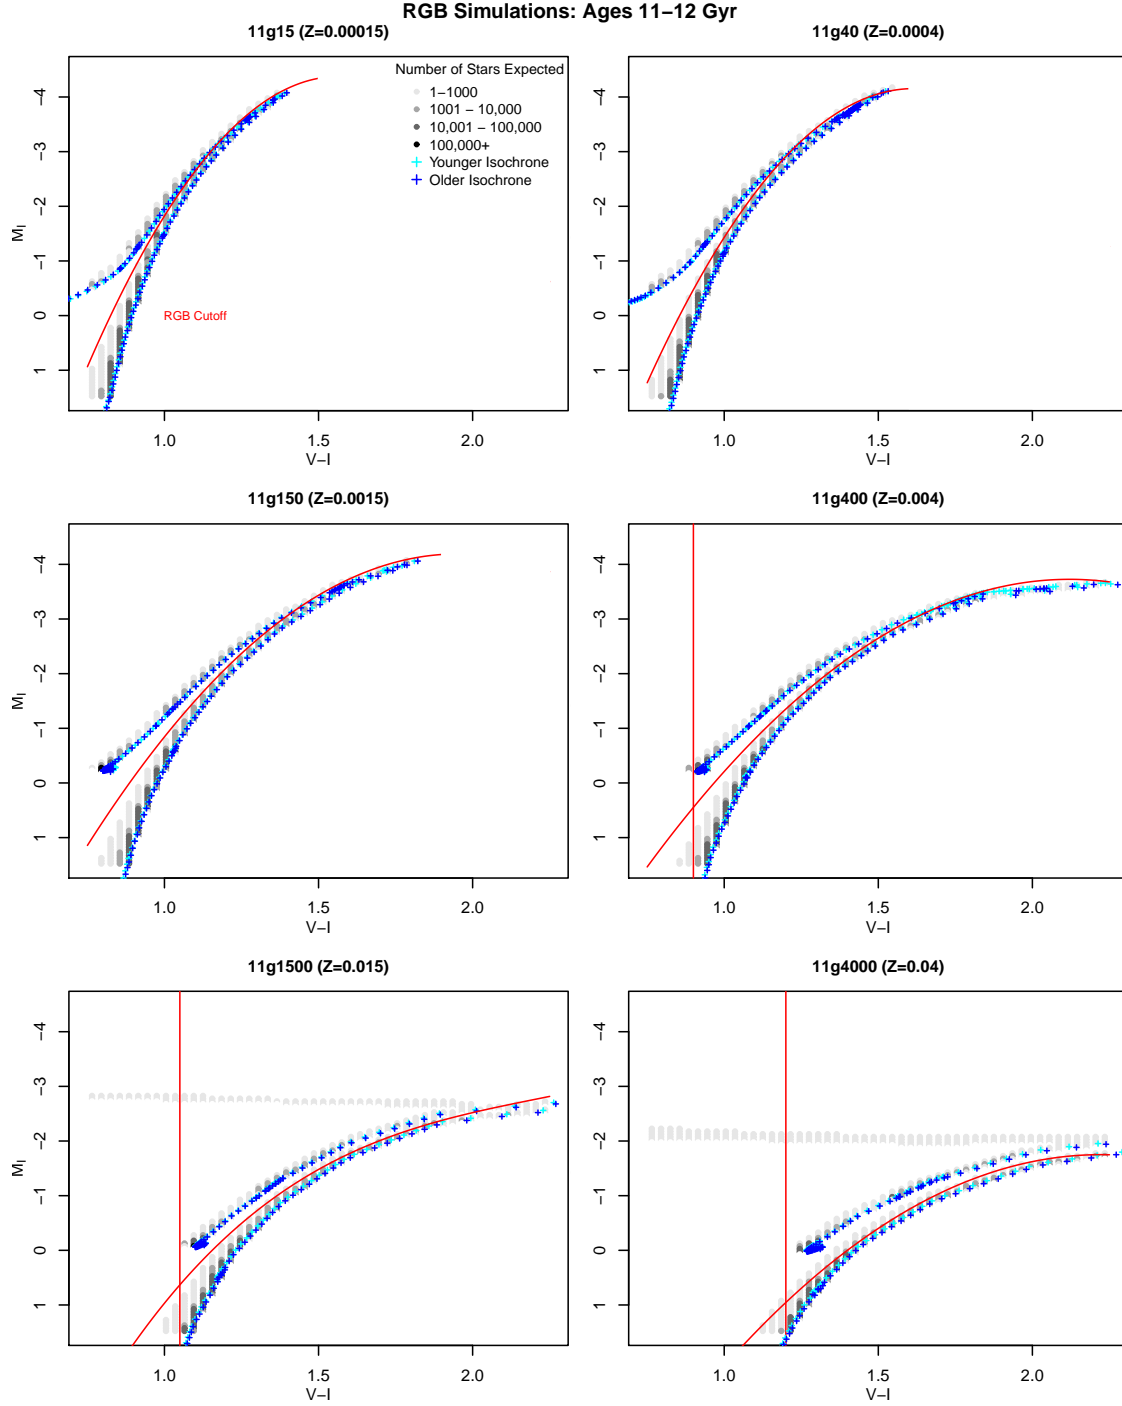 RGB Simulations: Ages 11−12 Gyr
11g15 (Z=0.00015)
Number of Stars Expected
1−1000
1001 − 10,000
10,001 − 100,000
100,000+
Younger Isochrone
Older Isochrone
RGB Cutoff
−4
−3
−2
−1
0
1
MI
1.0 1.5 2.0
V−I
11g40 (Z=0.0004)
−4
−3
−2
−1
0
1
1.0 1.5 2.0
V−I
11g150 (Z=0.0015)
−4
−3
−2
−1
0
1
MI
1.0 1.5 2.0
V−I
11g400 (Z=0.004)
−4
−3
−2
−1
0
1
1.0 1.5 2.0
V−I
11g1500 (Z=0.015)
−4
−3
−2
−1
0
1
MI
1.0 1.5 2.0
V−I
11g4000 (Z=0.04)
−4
−3
−2
−1
0
1
1.0 1.5 2.0
V−I